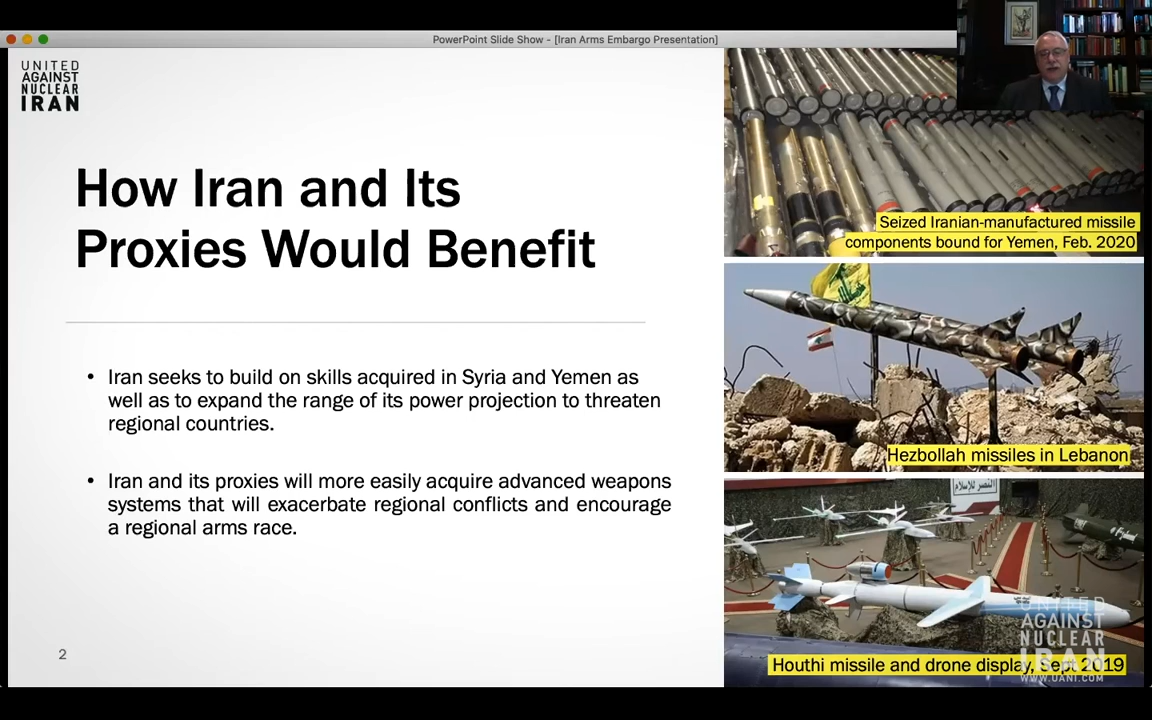 PowerPoint Slide Show - [Iran Arms Embargo Presentation]
UNITED
AGAINST
NUCLEAR
IRAN
How Iran and Its
Proxies Would Benefit
• Iran seeks to build on skills acquired in Syria and Yemen as
well as to expand the range of its power projection to threaten
regional countries.
• Iran and its proxies will more easily acquire advanced weapons
systems that will exacerbate regional conflicts and encourage
a regional arms race.
2
Seized Iranian-manufactured missile
components bound for Yemen, Feb. 2020
Hezbollah missiles in Lebanon
النصر للإسلام
Houthi missile and drone display, Sept 2019
UNITED
AGAINST
NUCLEAR
IRAN
WWW.UANI.COM